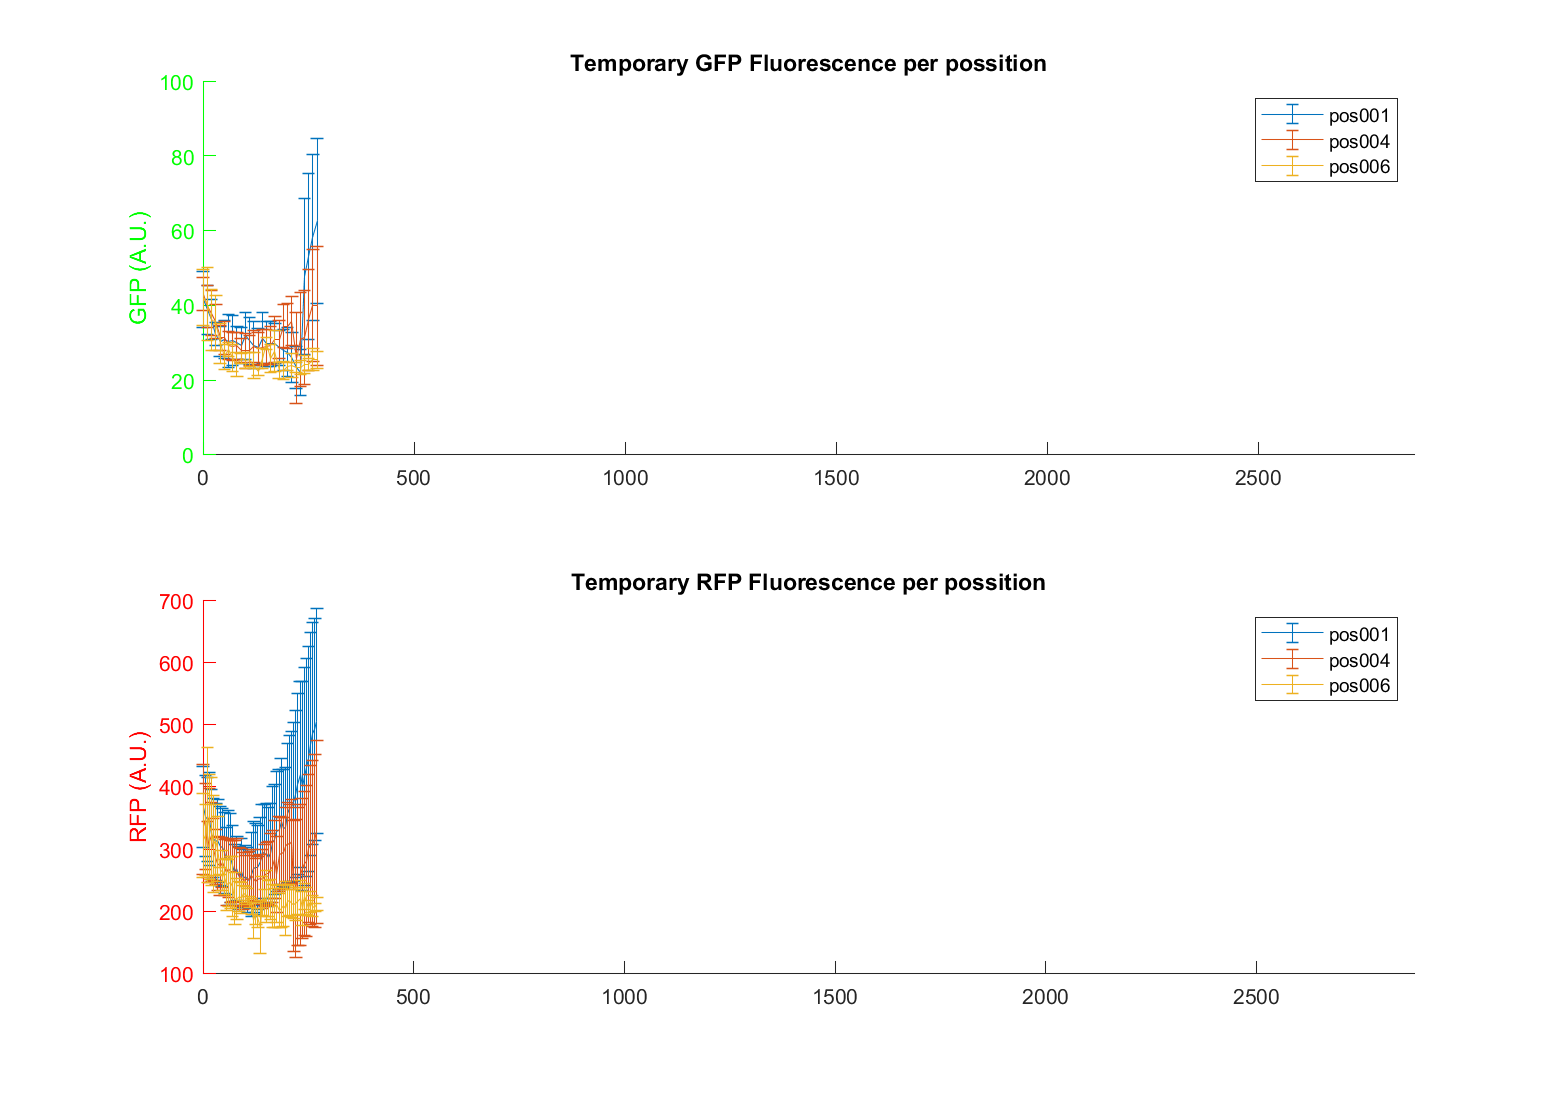 Temporary GFP Fluorescence per possition
100
80
60
40
20
0
GFP (A.U.)
0 500 1000 1500 2000 2500
pos001
pos004
pos006
Temporary RFP Fluorescence per possition
700
600
500
400
300
200
100
RFP (A.U.)
0 500 1000 1500 2000 2500
pos001
pos004
pos006